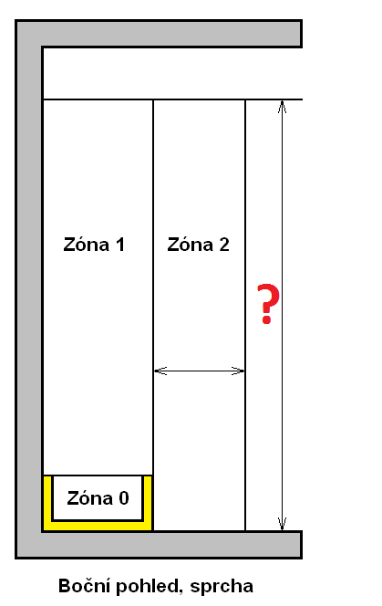 Zóna 1
Zóna 2
?
Zóna 0
Boční pohled, sprcha